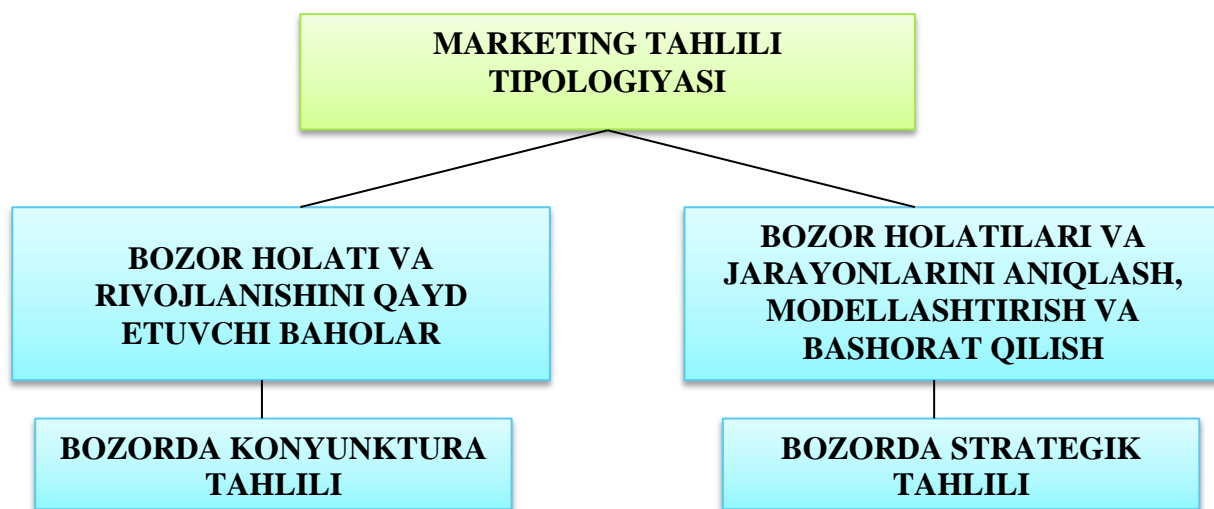 MARKETING TAHLILI
TIPOLOGIYASI
BOZOR HOLATI VA
RIVOJLANISHINI QAYD
ETUVCHI BAHOLAR
BOZOR HOLATILARI VA
JARAYONLARINI ANIQLASH,
MODELLASHTIRISH VA
BASHORAT QILISH
BOZORDA KONYUNKTURA
TAHLILI
BOZORDA STRATEGIK
TAHLILI